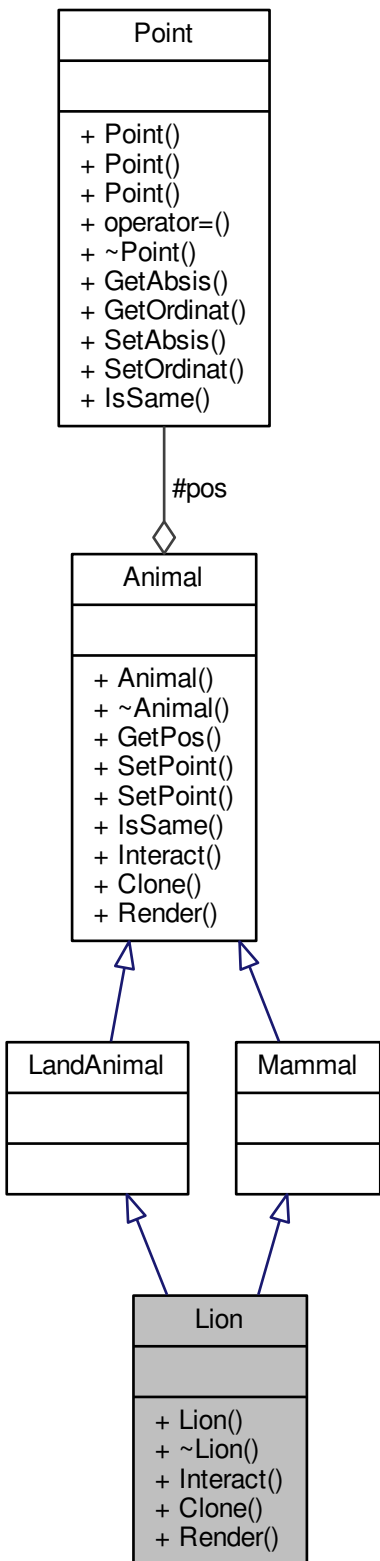 Point
+ Point()
+ Point()
+ Point()
+ operator=()
+ ~Point()
+ GetAbsis()
+ GetOrdinat()
+ SetAbsis()
+ SetOrdinat()
+ IsSame()
#pos
Animal
+ Animal()
+ ~Animal()
+ GetPos()
+ SetPoint()
+ SetPoint()
+ IsSame()
+ Interact()
+ Clone()
+ Render()
LandAnimal
Mammal
Lion
+ Lion()
+ ~Lion()
+ Interact()
+ Clone()
+ Render()